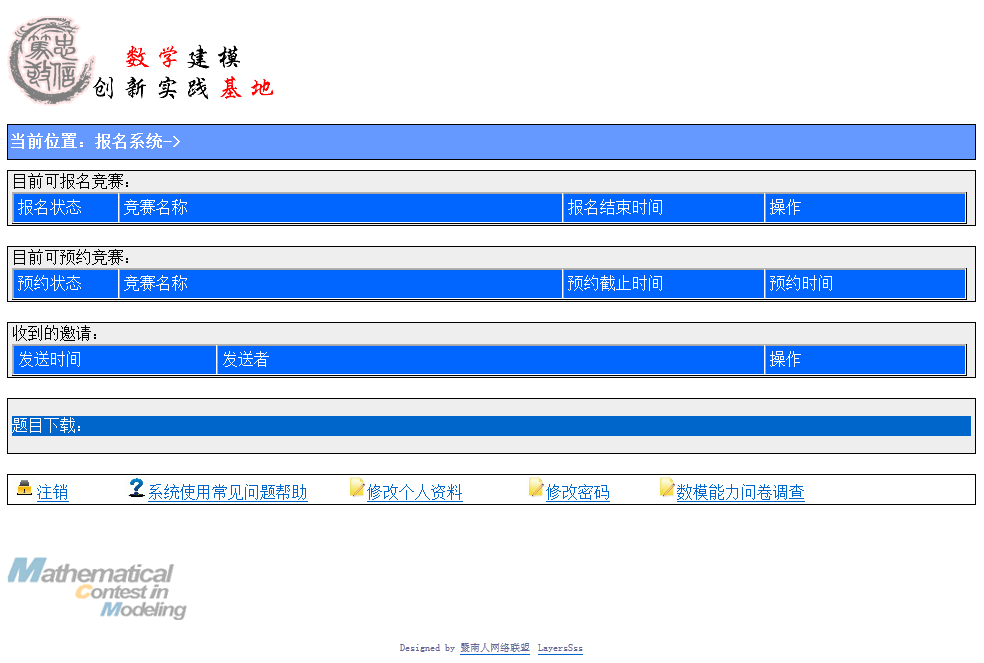 忠信笃敬
数学建模
创新实践基地
当前位置：报名系统->
目前可报名竞赛：
报名状态 竞赛名称 报名结束时间 操作
目前可预约竞赛：
预约状态 竞赛名称 预约截止时间 预约时间
收到的邀请：
发送时间 发送者 操作
题目下载：
注销 系统使用常见问题帮助 修改个人资料 修改密码 数模能力问卷调查
Mathematical
Contest in
Modeling
Designed by 暨南人网络联盟 LayersSss